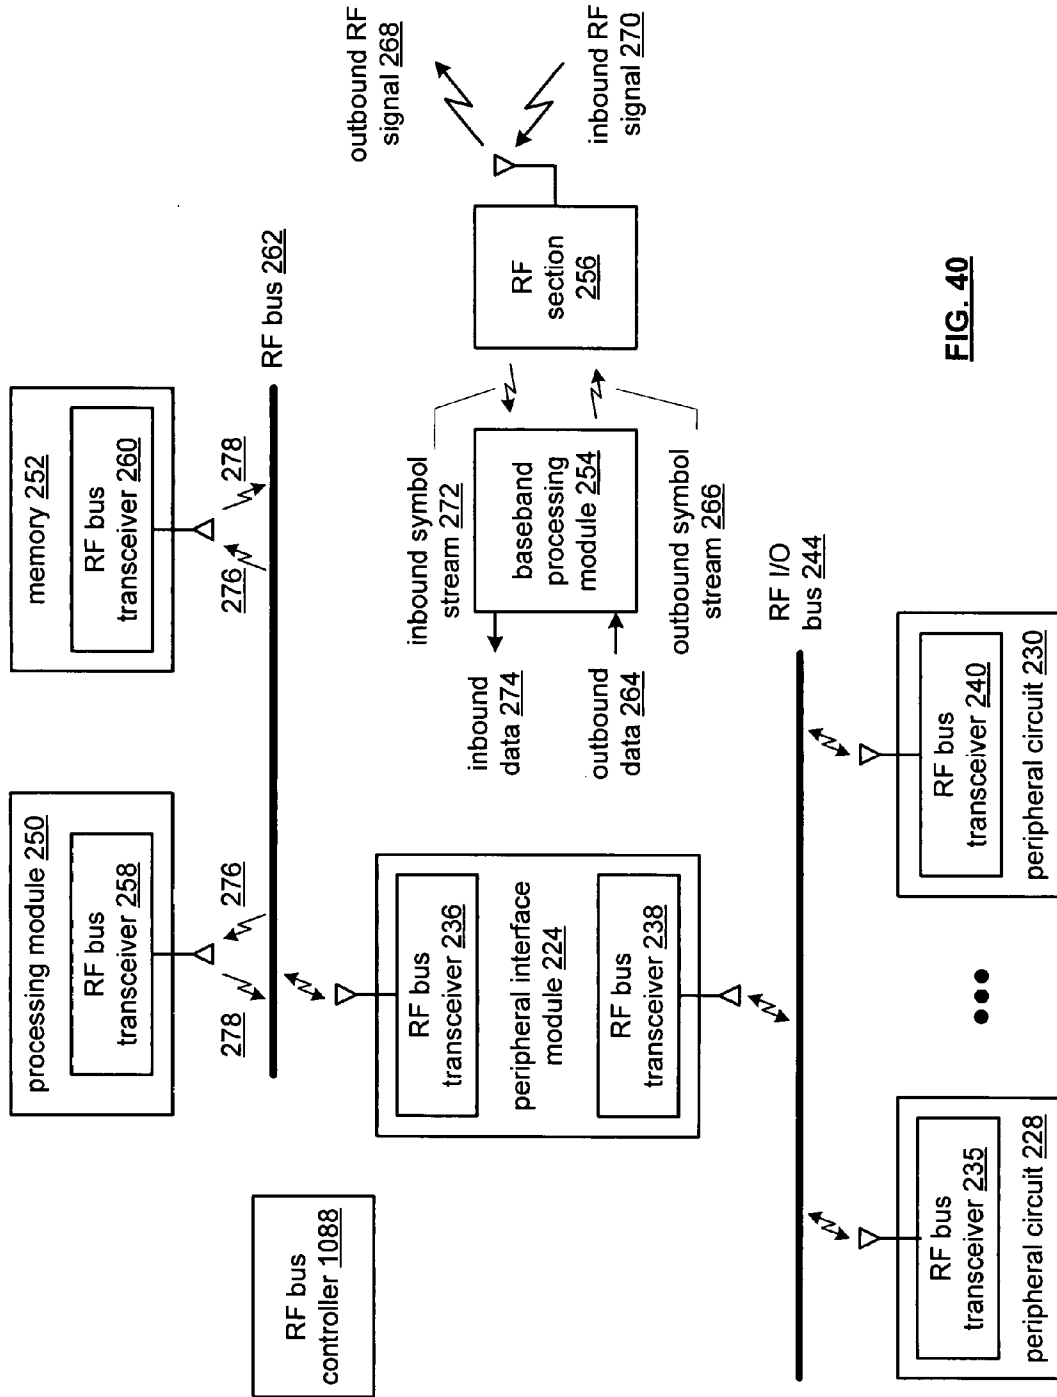 processing module 250
RF bus
transceiver 258
memory 252
RF bus
transceiver 260
278
276
276
278
RF bus 262
RF bus
controller 1088
RF bus
transceiver 236
peripheral interface
module 224
RF bus
transceiver 238
inbound symbol
stream 272
inbound
data 274
outbound
data 264
baseband
processing
module 254
outbound symbol
stream 266
RF
section
256
outbound RF
signal 268
inbound RF
signal 270
RF I/O
bus 244
RF bus
transceiver 235
peripheral circuit 228
RF bus
transceiver 240
peripheral circuit 230
FIG. 40